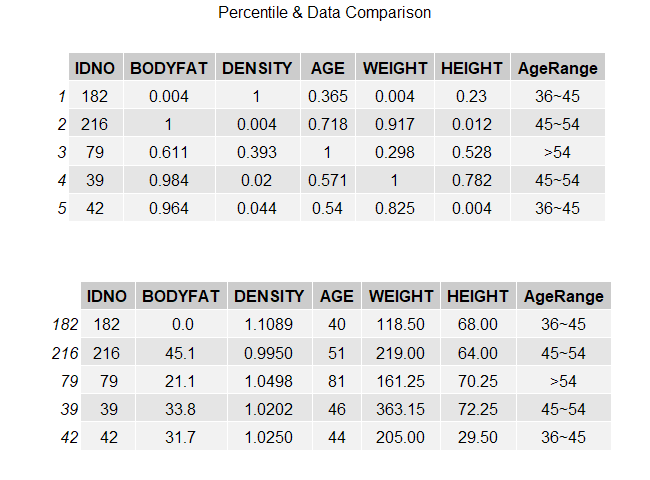 Percentile & Data Comparison
IDNO BODYFAT DENSITY AGE WEIGHT HEIGHT AgeRange
1 182 0.004 1 0.365 0.004 0.23 36~45
2 216 1 0.004 0.718 0.917 0.012 45~54
3 79 0.611 0.393 1 0.298 0.528 >54
4 39 0.984 0.02 0.571 1 0.782 45~54
5 42 0.964 0.044 0.54 0.825 0.004 36~45
IDNO BODYFAT DENSITY AGE WEIGHT HEIGHT AgeRange
182 182 0.0 1.1089 40 118.50 68.00 36~45
216 216 45.1 0.9950 51 219.00 64.00 45~54
79 79 21.1 1.0498 81 161.25 70.25 >54
39 39 33.8 1.0202 46 363.15 72.25 45~54
42 42 31.7 1.0250 44 205.00 29.50 36~45